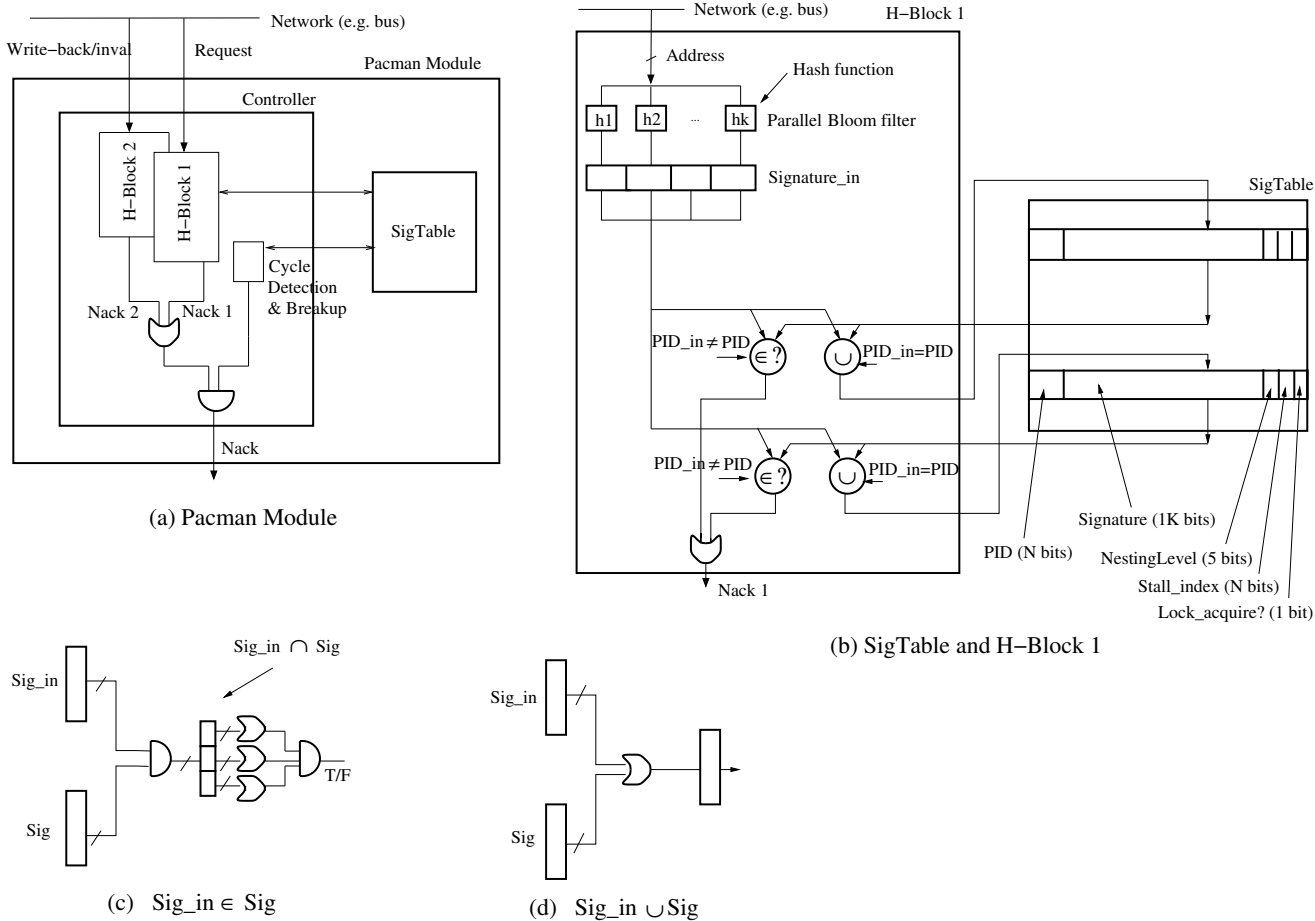 Network (e.g. bus)
Write−back/inval
Request
Pacman Module
Controller
H−Block 2
H−Block 1
SigTable
Cycle
Detection
& Breakup
Nack 2
Nack 1
Nack
(a) Pacman Module
Network (e.g. bus)
H−Block 1
Address
Hash function
h1
h2
...
hk
Parallel Bloom filter
Signature_in
SigTable
PID_in ≠ PID
∈ ?
∪
PID_in=PID
PID_in ≠ PID
∈ ?
∪
PID_in=PID
Nack 1
Signature (1K bits)
PID (N bits)
NestingLevel (5 bits)
Stall_index (N bits)
Lock_acquire? (1 bit)
(b) SigTable and H−Block 1
Sig_in ∩ Sig
Sig_in
Sig
T/F
(c) Sig_in ∈ Sig
Sig_in
Sig
(d) Sig_in ∪ Sig